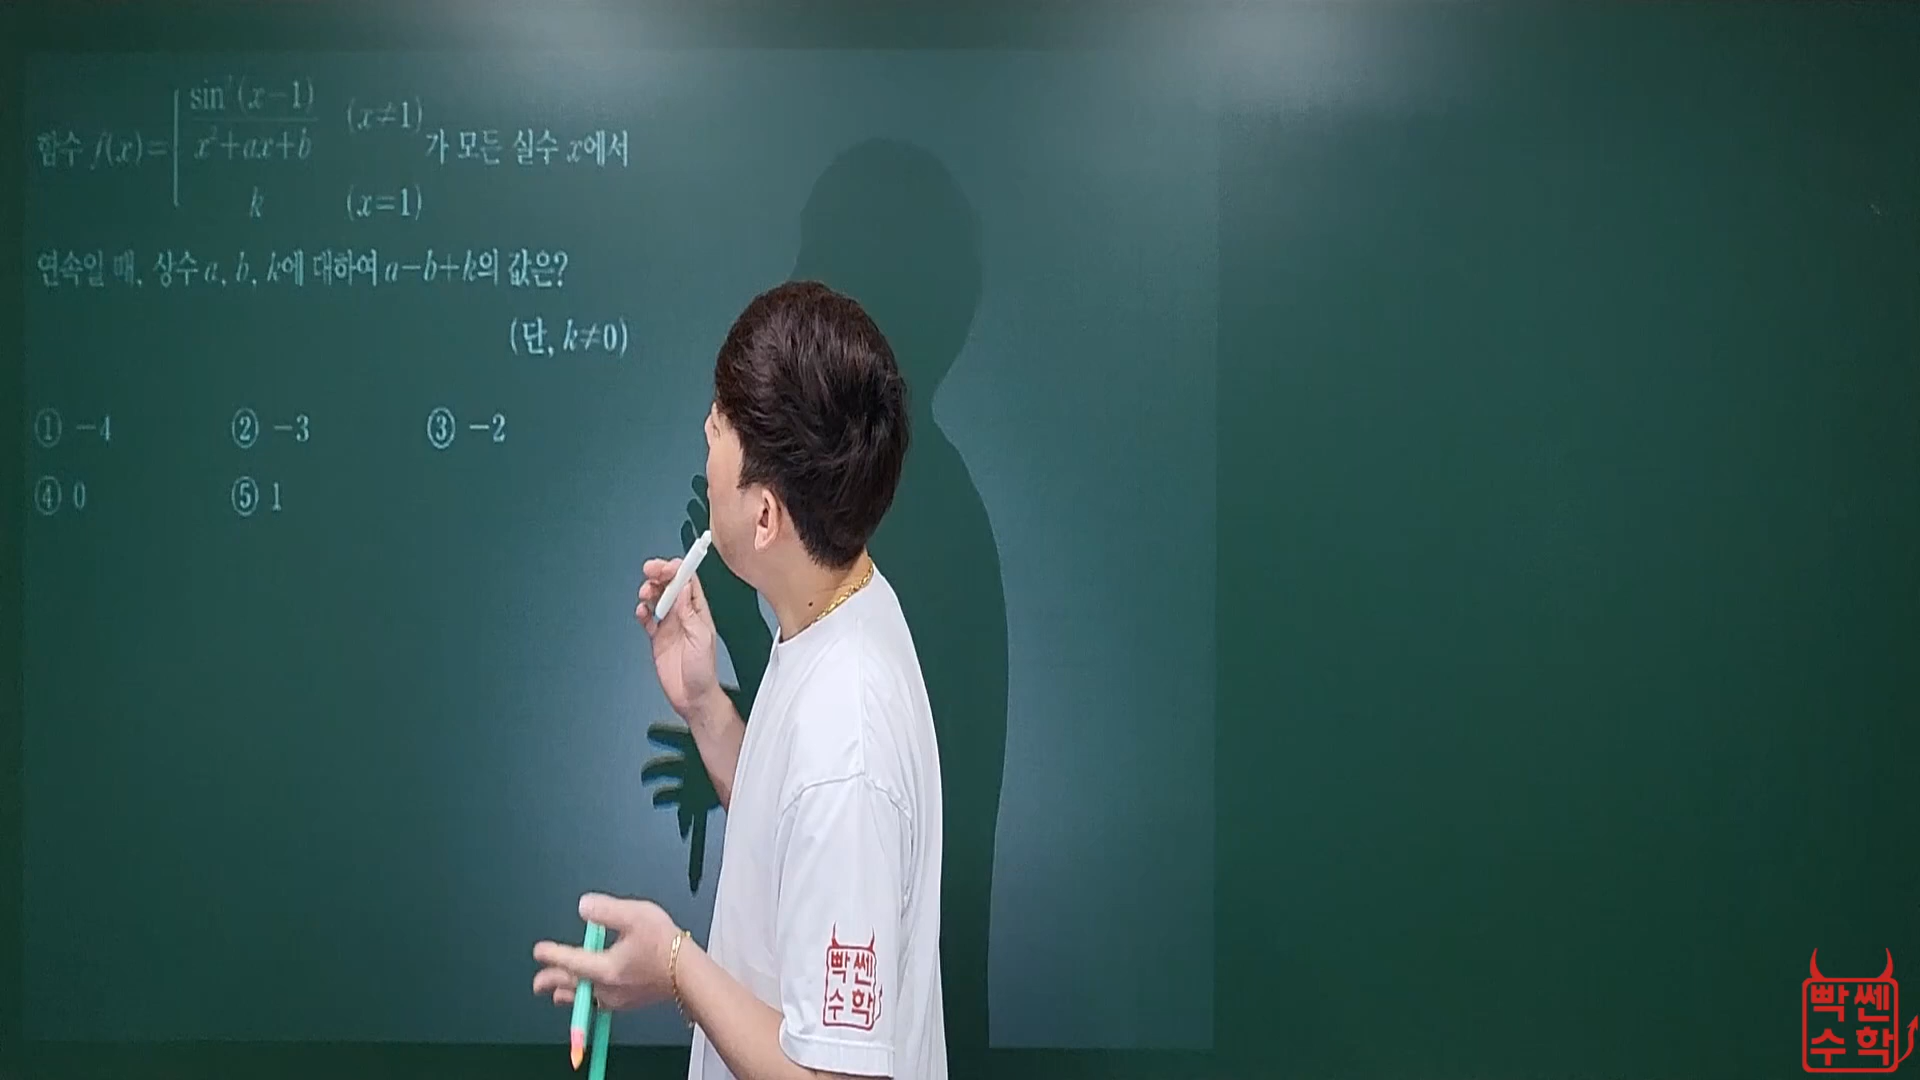 함수 f(x)= sin²(x−1) / x²+ax+b (x≠1) 가 모든 실수 x에서
k (x=1)
연속일 때, 상수 a, b, k에 대하여 a−b+k의 값은?
(단, k≠0)
① −4 ② −3 ③ −2
④ 0 ⑤ 1
빡쎈
수학
빡쎈
수학